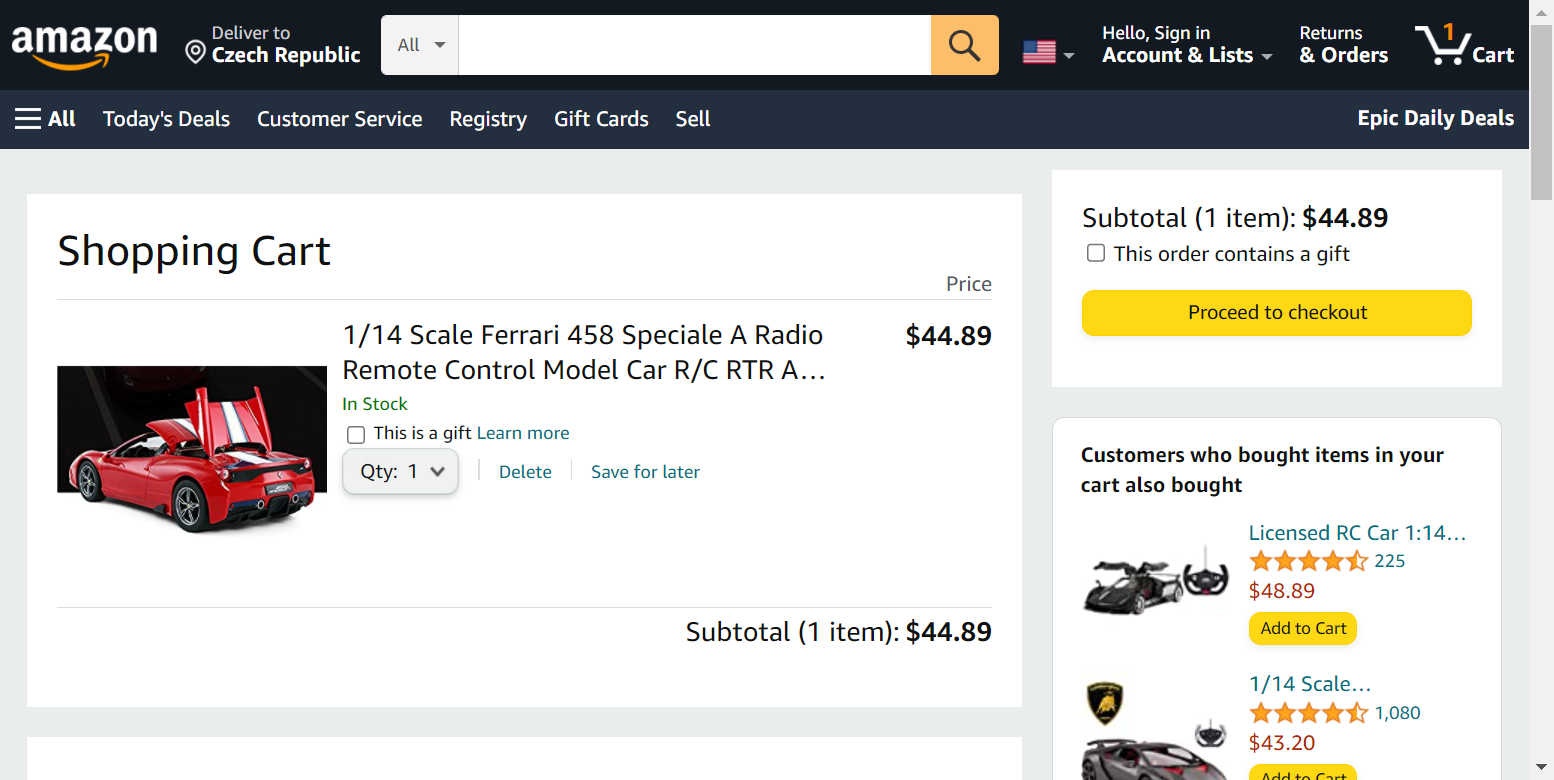 amazon
Deliver to
Czech Republic
All
Hello, Sign in
Account & Lists
Returns
& Orders
1
Cart
All
Today's Deals
Customer Service
Registry
Gift Cards
Sell
Epic Daily Deals
Shopping Cart
Price
1/14 Scale Ferrari 458 Speciale A Radio
Remote Control Model Car R/C RTR A…
$44.89
In Stock
This is a gift Learn more
Qty: 1
Delete
Save for later
Subtotal (1 item): $44.89
Subtotal (1 item): $44.89
This order contains a gift
Proceed to checkout
Customers who bought items in your
cart also bought
Licensed RC Car 1:14…
225
$48.89
Add to Cart
1/14 Scale…
1,080
$43.20
Add to Cart